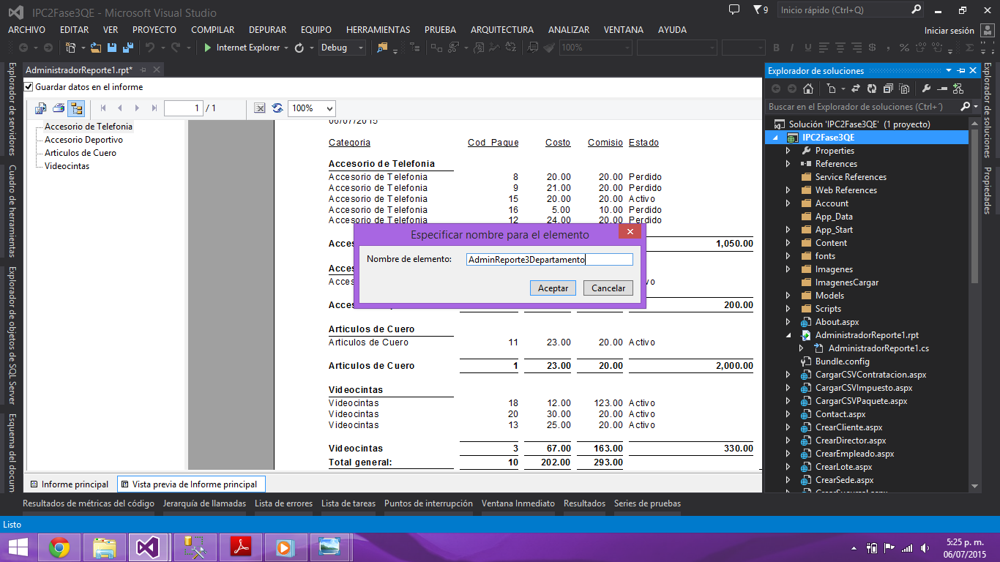 IPC2Fase3QE - Microsoft Visual Studio
9
Inicio rápido (Ctrl+Q)
ARCHIVO EDITAR VER PROYECTO COMPILAR DEPURAR EQUIPO HERRAMIENTAS PRUEBA ARQUITECTURA ANALIZAR VENTANA AYUDA
Iniciar sesión
Internet Explorer Debug 100%
AdministradorReporte1.rpt*
Guardar datos en el informe
1 / 1 100%
Accesorio de Telefonia
Accesorio Deportivo
Articulos de Cuero
Videocintas
06/07/2015
Categoria Cod Paque Costo Comisio Estado
Accesorio de Telefonia
Accesorio de Telefonia 8 20.00 20.00 Perdido
Accesorio de Telefonia 9 21.00 20.00 Perdido
Accesorio de Telefonia 15 20.00 20.00 Activo
Accesorio de Telefonia 16 5.00 10.00 Perdido
Accesorio de Telefonia 12 24.00 20.00 Perdido
Acces 1,050.00
Acces
Acces vo
Acces 200.00
Especificar nombre para el elemento
Nombre de elemento: AdminReporte3Departamento
Aceptar Cancelar
Articulos de Cuero
Articulos de Cuero 11 23.00 20.00 Activo
Articulos de Cuero 1 23.00 20.00 2,000.00
Videocintas
Videocintas 18 12.00 123.00 Activo
Videocintas 20 30.00 20.00 Activo
Videocintas 13 25.00 20.00 Activo
Videocintas 3 67.00 163.00 330.00
Total general: 10 202.00 293.00
Informe principal Vista previa de Informe principal
Explorador de servidores
Cuadro de herramientas
Explorador de objetos de SQL Server
Esquema del docum
Explorador de soluciones
Buscar en el Explorador de soluciones (Ctrl+´)
Solución 'IPC2Fase3QE' (1 proyecto)
IPC2Fase3QE
Properties
References
Service References
Web References
Account
App_Data
App_Start
Content
fonts
Imagenes
ImagenesCargar
Models
Scripts
About.aspx
AdministradorReporte1.rpt
AdministradorReporte1.cs
Bundle.config
CargarCSVContratacion.aspx
CargarCSVImpuesto.aspx
CargarCSVPaquete.aspx
Contact.aspx
CrearCliente.aspx
CrearDirector.aspx
CrearEmpleado.aspx
CrearLote.aspx
CrearSede.aspx
CrearSucursal.aspx
Explorador de soluciones
Propiedades
Resultados de métricas del código Jerarquía de llamadas Lista de errores Lista de tareas Puntos de interrupción Ventana Inmediato Resultados Series de pruebas
Listo
5:25 p. m.
06/07/2015